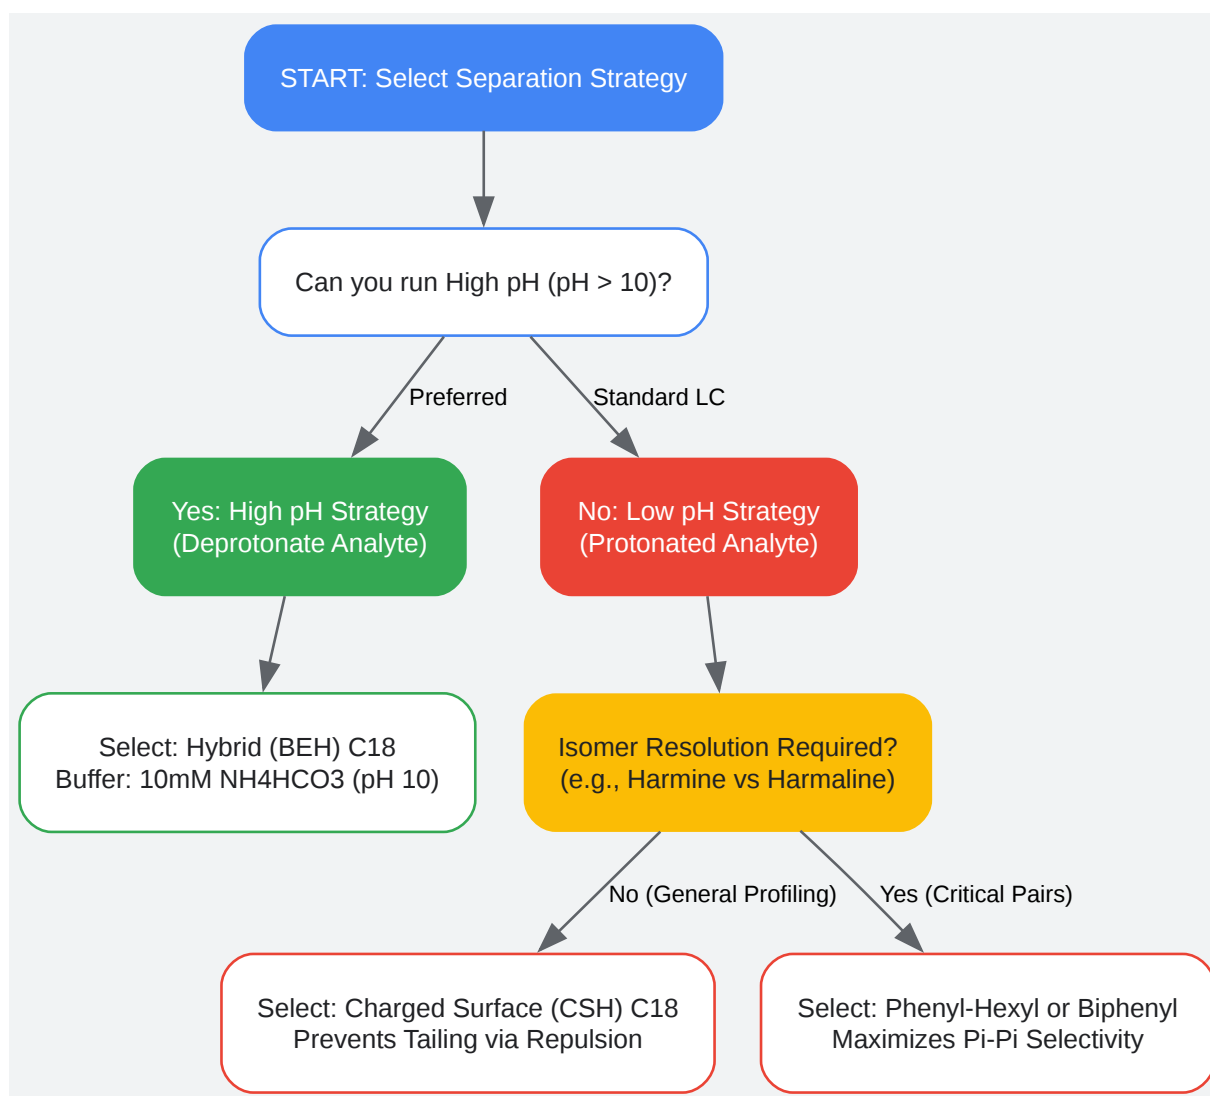 START: Select Separation Strategy
Can you run High pH (pH > 10)?
Preferred
Standard LC
Yes: High pH Strategy
(Deprotonate Analyte)
No: Low pH Strategy
(Protonated Analyte)
Select: Hybrid (BEH) C18
Buffer: 10mM NH4HCO3 (pH 10)
Isomer Resolution Required?
(e.g., Harmine vs Harmaline)
No (General Profiling)
Yes (Critical Pairs)
Select: Charged Surface (CSH) C18
Prevents Tailing via Repulsion
Select: Phenyl-Hexyl or Biphenyl
Maximizes Pi-Pi Selectivity